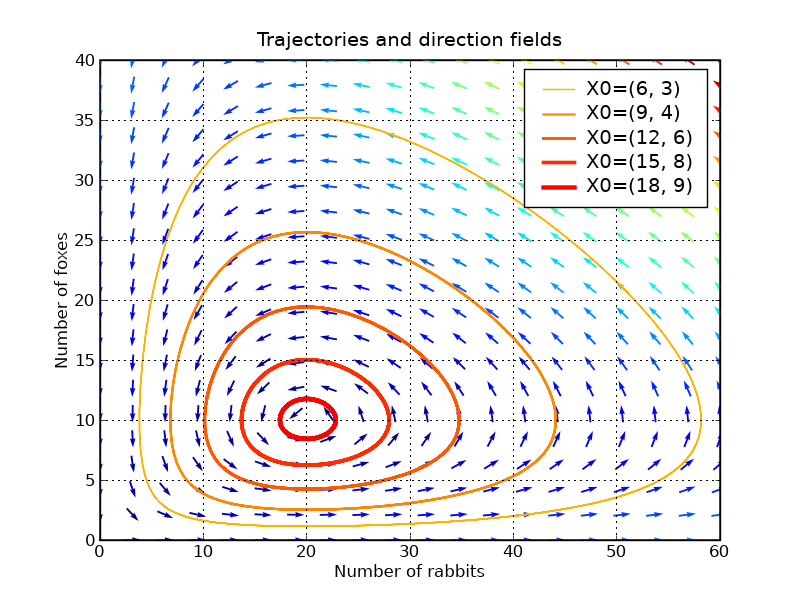 Trajectories and direction fields
X0=(6, 3)
X0=(9, 4)
X0=(12, 6)
X0=(15, 8)
X0=(18, 9)
Number of foxes
40
35
30
25
20
15
10
5
0
0 10 20 30 40 50 60
Number of rabbits